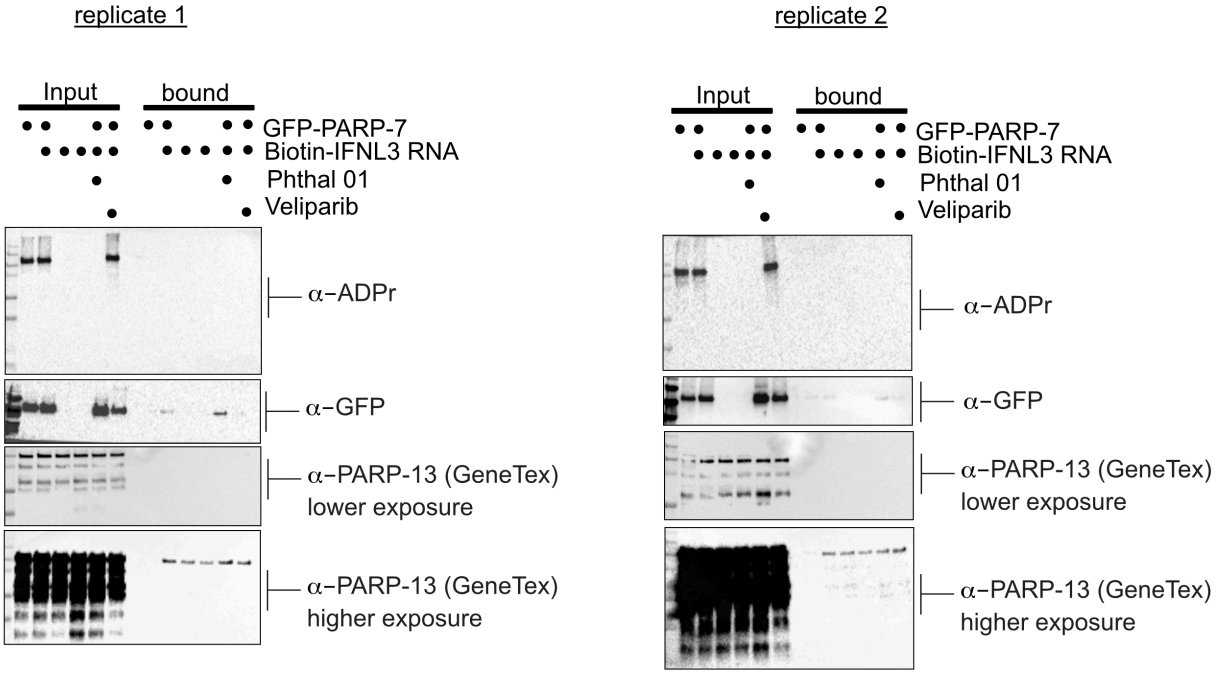 replicate 1
Input
bound
GFP-PARP-7
Biotin-IFNL3 RNA
Phthal 01
Veliparib
α–ADPr
α–GFP
α–PARP-13 (GeneTex)
lower exposure
α–PARP-13 (GeneTex)
higher exposure
replicate 2
Input
bound
GFP-PARP-7
Biotin-IFNL3 RNA
Phthal 01
Veliparib
α–ADPr
α–GFP
α–PARP-13 (GeneTex)
lower exposure
α–PARP-13 (GeneTex)
higher exposure